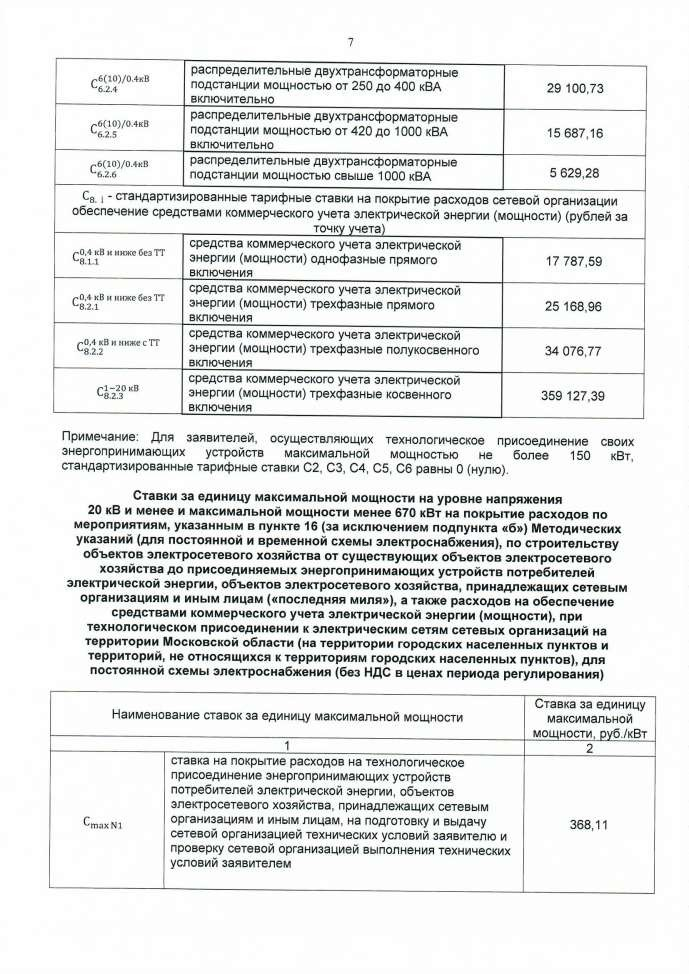 7
C₆.₂.₄^6(10)/0.4кВ
распределительные двухтрансформаторные
подстанции мощностью от 250 до 400 кВА
включительно
29 100,73
C₆.₂.₅^6(10)/0.4кВ
распределительные двухтрансформаторные
подстанции мощностью от 420 до 1000 кВА
включительно
15 687,16
C₆.₂.₆^6(10)/0.4кВ
распределительные двухтрансформаторные
подстанции мощностью свыше 1000 кВА
5 629,28
C₈. ᵢ - стандартизированные тарифные ставки на покрытие расходов сетевой организации
обеспечение средствами коммерческого учета электрической энергии (мощности) (рублей за
точку учета)
C₈.₁.₁^0,4 кВ и ниже без ТТ
средства коммерческого учета электрической
энергии (мощности) однофазные прямого
включения
17 787,59
C₈.₂.₁^0,4 кВ и ниже без ТТ
средства коммерческого учета электрической
энергии (мощности) трехфазные прямого
включения
25 168,96
C₈.₂.₂^0,4 кВ и ниже с ТТ
средства коммерческого учета электрической
энергии (мощности) трехфазные полукосвенного
включения
34 076,77
C₈.₂.₃^1−20 кВ
средства коммерческого учета электрической
энергии (мощности) трехфазные косвенного
включения
359 127,39
Примечание: Для заявителей, осуществляющих технологическое присоединение своих
энергопринимающих устройств максимальной мощностью не более 150 кВт,
стандартизированные тарифные ставки С2, С3, С4, С5, С6 равны 0 (нулю).
Ставки за единицу максимальной мощности на уровне напряжения
20 кВ и менее и максимальной мощности менее 670 кВт на покрытие расходов по
мероприятиям, указанным в пункте 16 (за исключением подпункта «б») Методических
указаний (для постоянной и временной схемы электроснабжения), по строительству
объектов электросетевого хозяйства от существующих объектов электросетевого
хозяйства до присоединяемых энергопринимающих устройств потребителей
электрической энергии, объектов электросетевого хозяйства, принадлежащих сетевым
организациям и иным лицам («последняя миля»), а также расходов на обеспечение
средствами коммерческого учета электрической энергии (мощности), при
технологическом присоединении к электрическим сетям сетевых организаций на
территории Московской области (на территории городских населенных пунктов и
территорий, не относящихся к территориям городских населенных пунктов), для
постоянной схемы электроснабжения (без НДС в ценах периода регулирования)
Наименование ставок за единицу максимальной мощности
Ставка за единицу
максимальной
мощности, руб./кВт
1
2
C max N1
ставка на покрытие расходов на технологическое
присоединение энергопринимающих устройств
потребителей электрической энергии, объектов
электросетевого хозяйства, принадлежащих сетевым
организациям и иным лицам, на подготовку и выдачу
сетевой организацией технических условий заявителю и
проверку сетевой организацией выполнения технических
условий заявителем
368,11